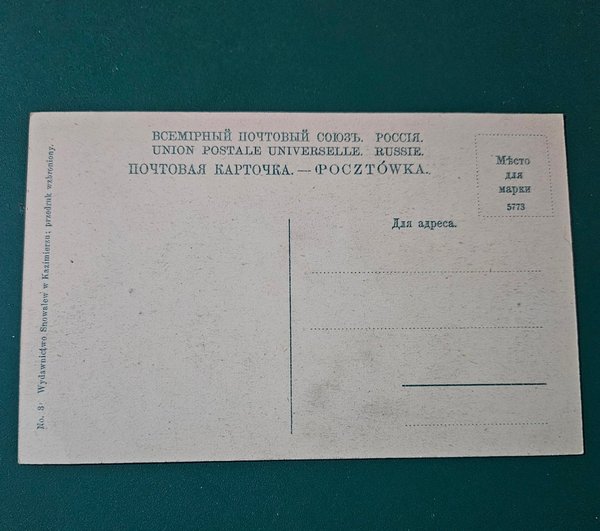 ВСЕМІРНЫЙ ПОЧТОВЫЙ СОЮЗЪ. РОССІЯ.
UNION POSTALE UNIVERSELLE. RUSSIE.
ПОЧТОВАЯ КАРТОЧКА.—POCZTÓWKA.
Мѣсто
для
марки
5773
Для адреса.
No. 3 Wydawnictwo Snowalew w Kazimierzu; przedruk wzbroniony.